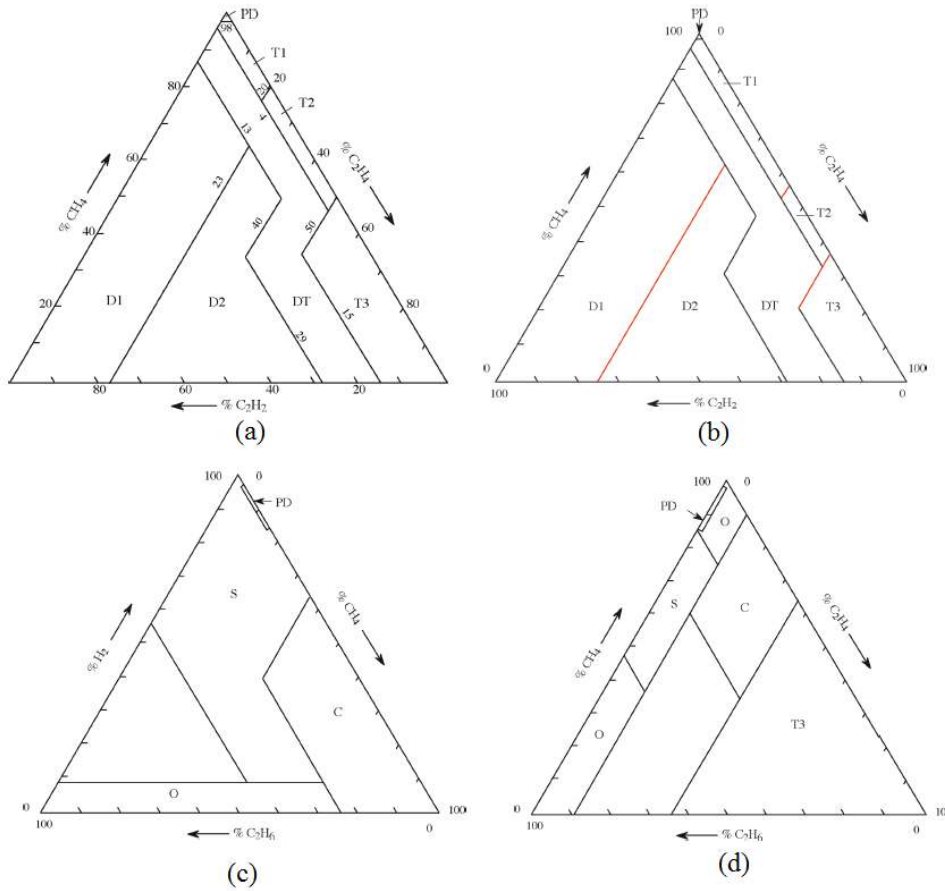 PD
98
T1
80
20
20
T2
4
13
% CH₄
60
40
% C₂H₄
23
40
50
60
40
20
D1
D2
DT
T3
80
15
29
80
60
40
20
% C₂H₂
(a)
PD
100
0
T1
% CH₄
% C₂H₄
T2
D1
D2
DT
T3
0
100
100
0
% C₂H₂
(b)
100
0
PD
S
% H₂
% CH₄
C
O
0
100
100
0
% C₂H₆
(c)
100
0
PD
O
S
C
% CH₄
% C₂H₄
O
T3
0
10
100
0
% C₂H₆
(d)